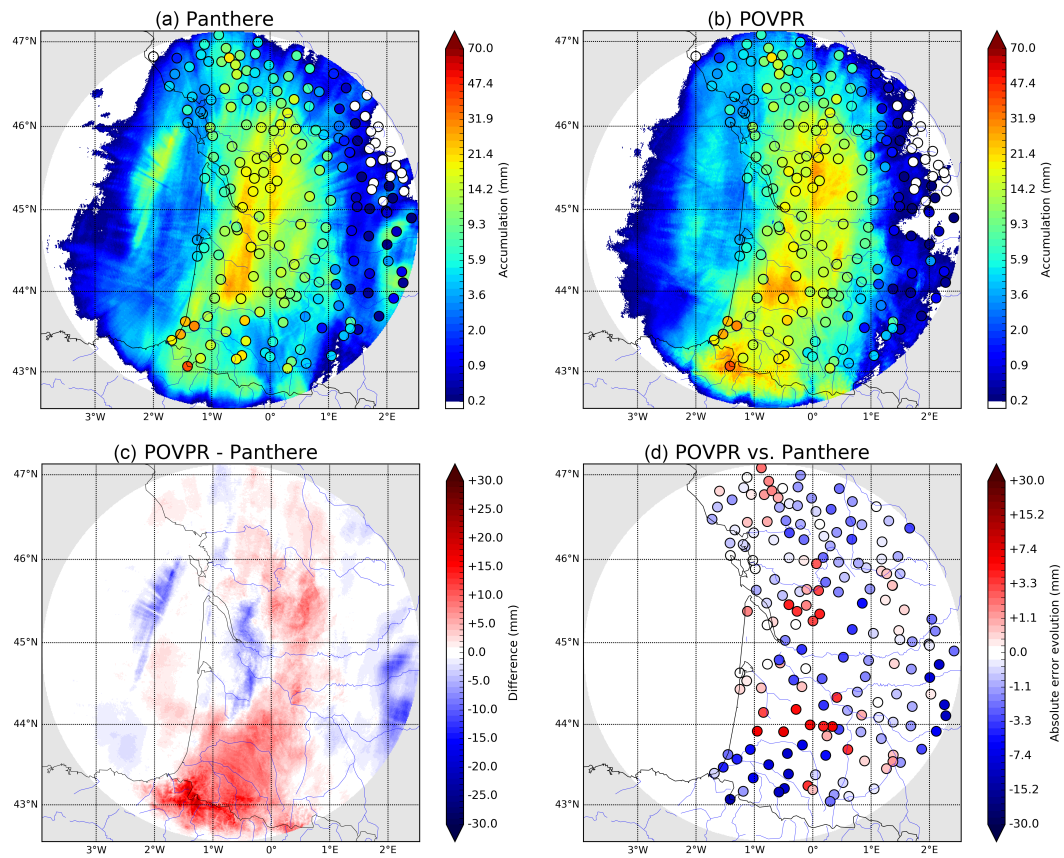 (a) Panthere
47°N
46°N
45°N
44°N
43°N
3°W
2°W
1°W
0°
1°E
2°E
70.0
47.4
31.7
21.4
14.2
9.3
5.9
3.6
2.0
0.9
0.2
Accumulation (mm)
(b) POVPR
47°N
46°N
45°N
44°N
43°N
3°W
2°W
1°W
0°
1°E
2°E
70.0
47.4
31.7
21.4
14.2
9.3
5.9
3.6
2.0
0.9
0.2
Accumulation (mm)
(c) POVPR - Panthere
47°N
46°N
45°N
44°N
43°N
3°W
2°W
1°W
0°
1°E
2°E
+30.0
+25.0
+20.0
+15.0
+10.0
+5.0
0.0
-5.0
-10.0
-15.0
-20.0
-25.0
-30.0
Difference (mm)
(d) POVPR vs. Panthere
47°N
46°N
45°N
44°N
43°N
3°W
2°W
1°W
0°
1°E
2°E
+30.0
+15.2
+7.4
+3.3
+1.1
0.0
-1.1
-3.3
-7.4
-15.2
-30.0
Absolute error evolution (mm)